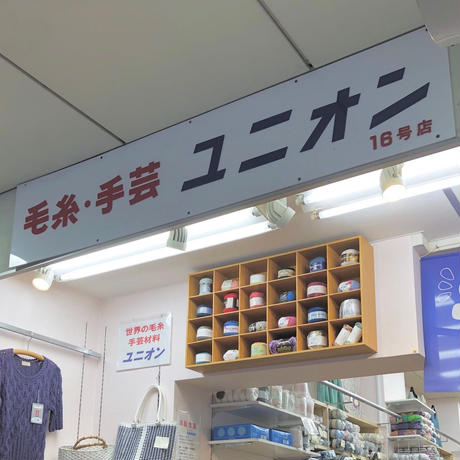 毛糸・手芸 ユニオン
16号店
世界の毛糸
手芸材料
ユニオン